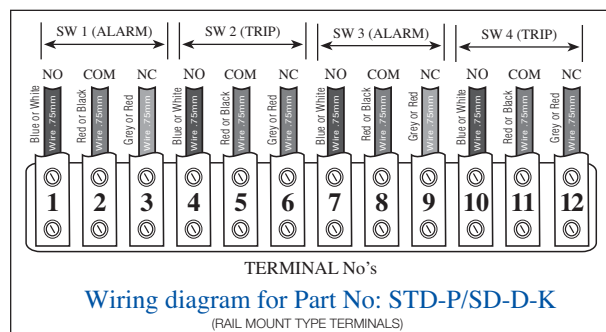 SW 1 (ALARM) SW 2 (TRIP) SW 3 (ALARM) SW 4 (TRIP)
NO COM NC NO COM NC NO COM NC NO COM NC
Blue or White
Wire .75mm
Red or Black
Wire .75mm
Grey or Red
Wire .75mm
Blue or White
Wire .75mm
Red or Black
Wire .75mm
Grey or Red
Wire .75mm
Blue or White
Wire .75mm
Red or Black
Wire .75mm
Grey or Red
Wire .75mm
Blue or White
Wire .75mm
Red or Black
Wire .75mm
Grey or Red
Wire .75mm
1 2 3 4 5 6 7 8 9 10 11 12
TERMINAL No's
Wiring diagram for Part No: STD-P/SD-D-K
(RAIL MOUNT TYPE TERMINALS)